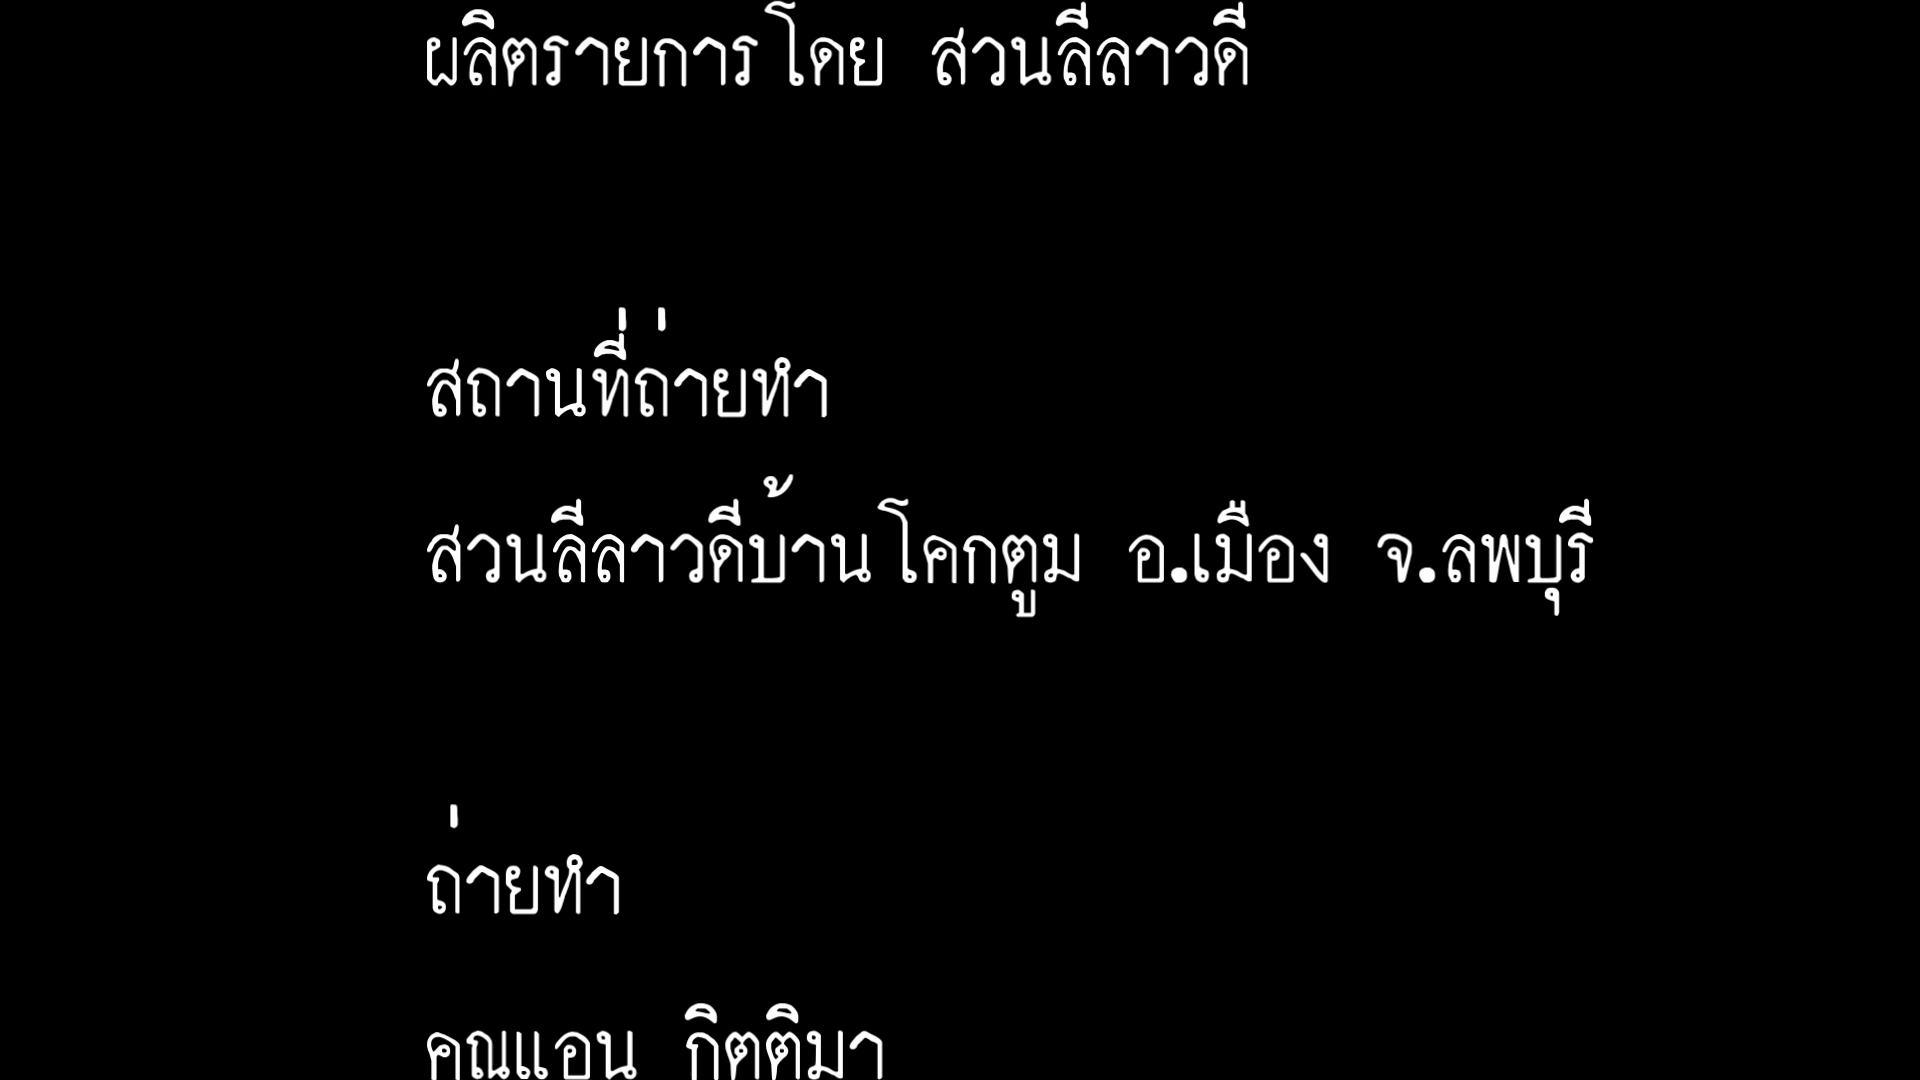 ผลิตรายการโดย สวนลีลาวดี
สถานที่ถ่ายทำ
สวนลีลาวดีบ้านโคกตูม อ.เมือง จ.ลพบุรี
ถ่ายทำ
คุณแอน กิตติมา